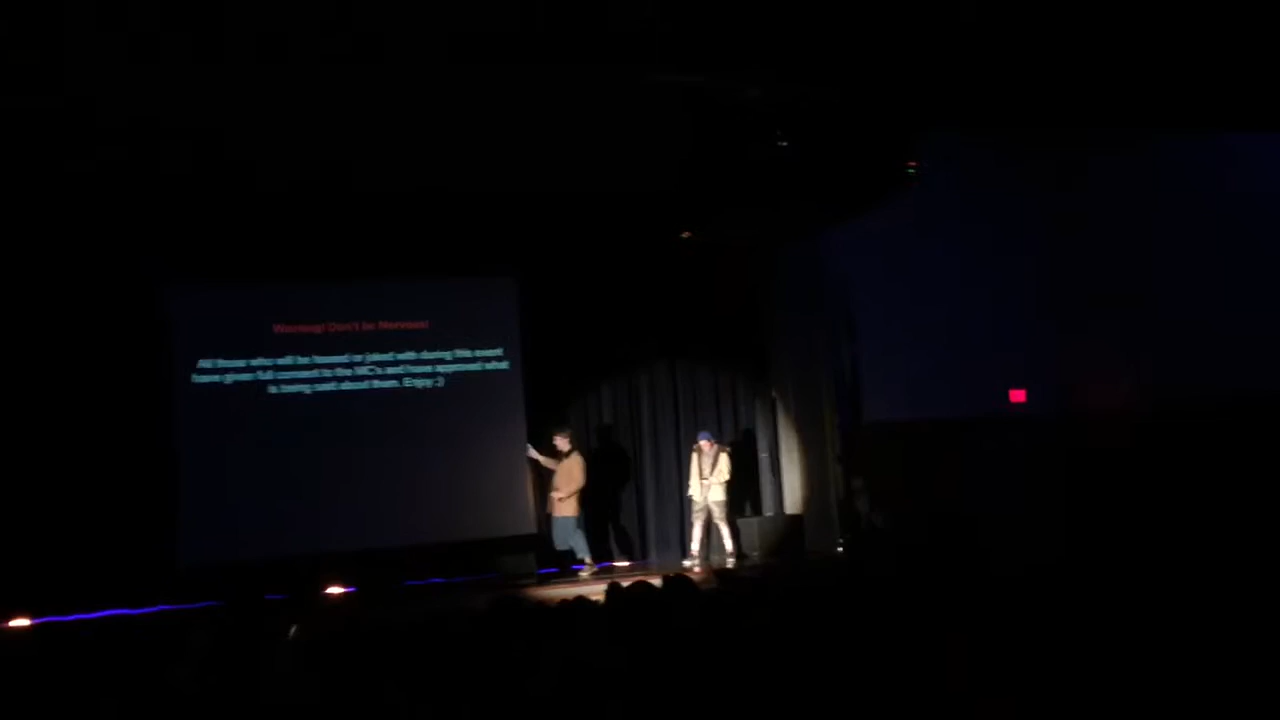 Warning! Don't be Nervous!
All those who will be teased or joked with during this event
have given full consent to the MC's and have approved what
is being said about them. Enjoy :)